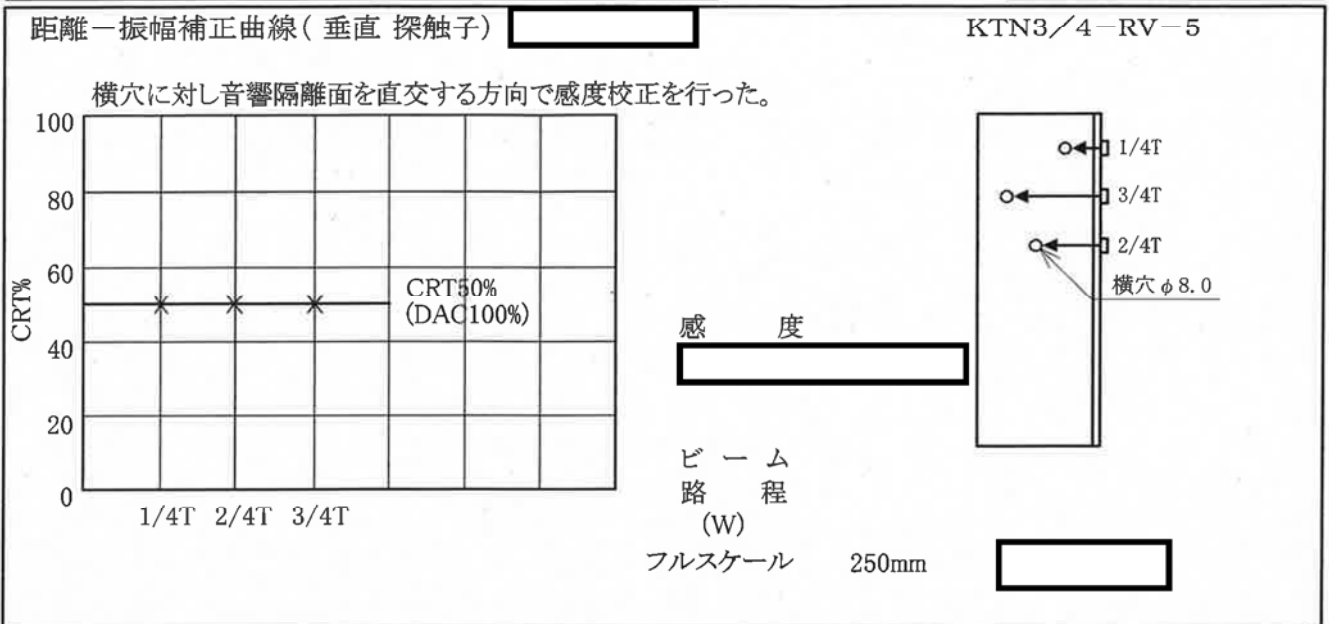 距離－振幅補正曲線( 垂直 探触子)
KTN3／4－RV－5
横穴に対し音響隔離面を直交する方向で感度校正を行った。
100
80
60
40
20
0
CRT%
CRT50%
(DAC100%)
1/4T 2/4T 3/4T
1/4T
3/4T
2/4T
横穴φ8.0
感　　度
ビ ー ム
路　　程
(W)
フルスケール　250mm